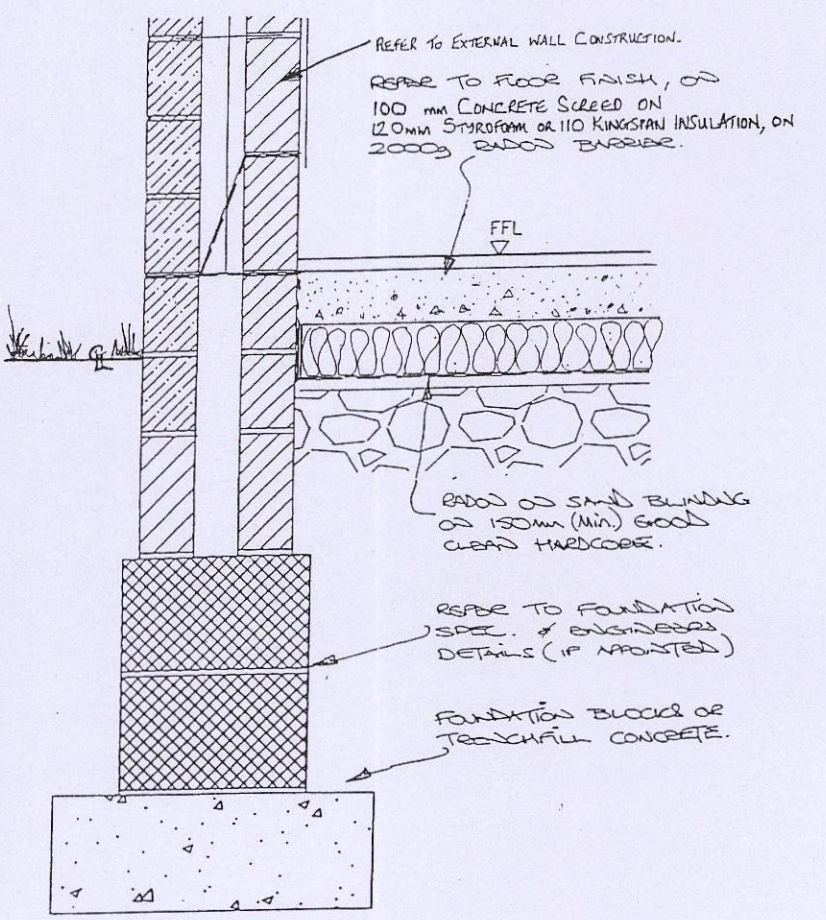 REFER TO EXTERNAL WALL CONSTRUCTION.
REFER TO FLOOR FINISH, ON
100 mm CONCRETE SCREED ON
120mm STYROFOAM OR 110 KINGSPAN INSULATION, ON
2000g RADON BARRIER.
FFL
GL
RADON ON SAND BLINDING
ON 150mm (Min.) GOOD
CLEAN HARDCORE.
REFER TO FOUNDATION
SPEC. & ENGINEERS
DETAILS (IF APPOINTED)
FOUNDATION BLOCKS OR
TRENCHFILL CONCRETE.